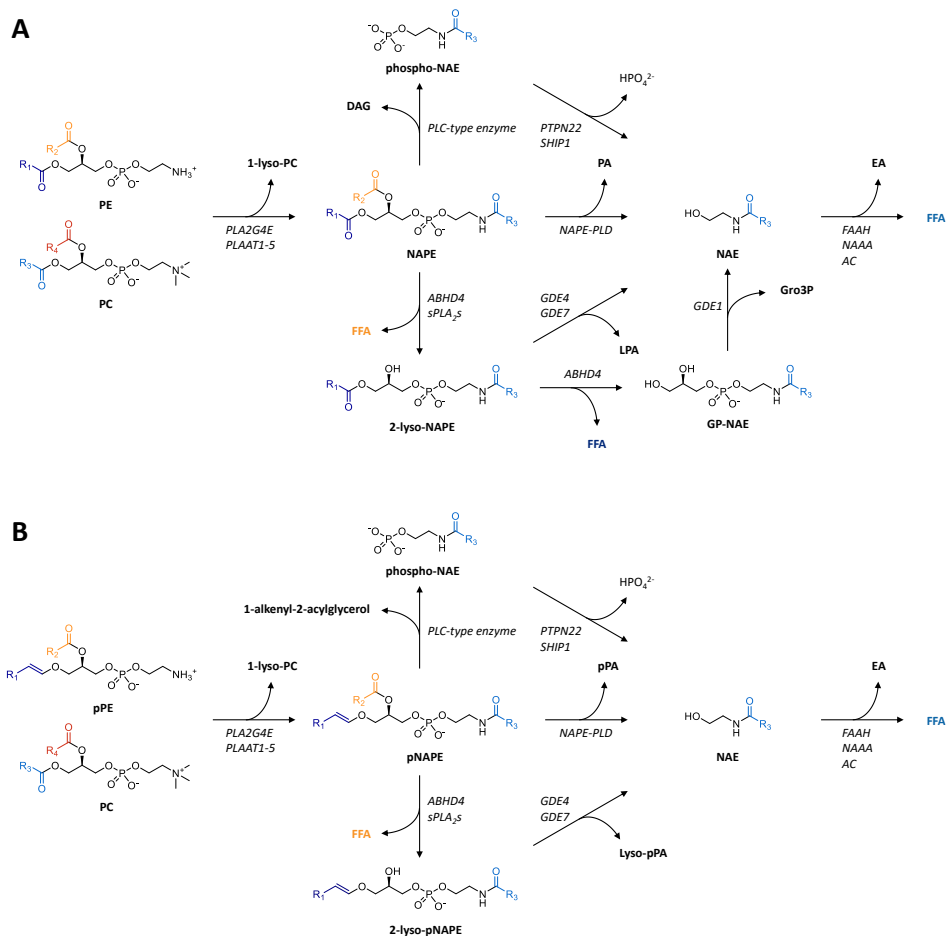 A
phospho-NAE
HPO₄²⁻
DAG
PLC-type enzyme
PTPN22
SHIP1
1-lyso-PC
PA
EA
PE
PLA2G4E
PLAAT1-5
NAPE
NAPE-PLD
NAE
FAAH
NAAA
AC
FFA
PC
ABHD4
sPLA₂s
FFA
GDE4
GDE7
LPA
GDE1
Gro3P
2-lyso-NAPE
ABHD4
FFA
GP-NAE
B
phospho-NAE
HPO₄²⁻
1-alkenyl-2-acylglycerol
PLC-type enzyme
PTPN22
SHIP1
1-lyso-PC
pPA
EA
pPE
PLA2G4E
PLAAT1-5
pNAPE
NAPE-PLD
NAE
FAAH
NAAA
AC
FFA
PC
ABHD4
sPLA₂s
FFA
GDE4
GDE7
Lyso-pPA
2-lyso-pNAPE